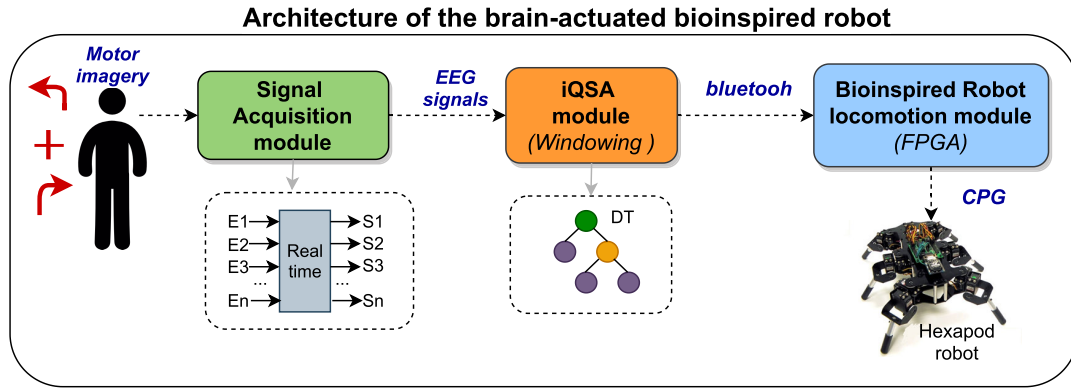 Architecture of the brain-actuated bioinspired robot
Motor
imagery
Signal
Acquisition
module
EEG
signals
iQSA
module
(Windowing )
bluetooh
Bioinspired Robot
locomotion module
(FPGA)
CPG
E1
E2
E3
...
En
Real
time
S1
S2
S3
...
Sn
DT
Hexapod
robot